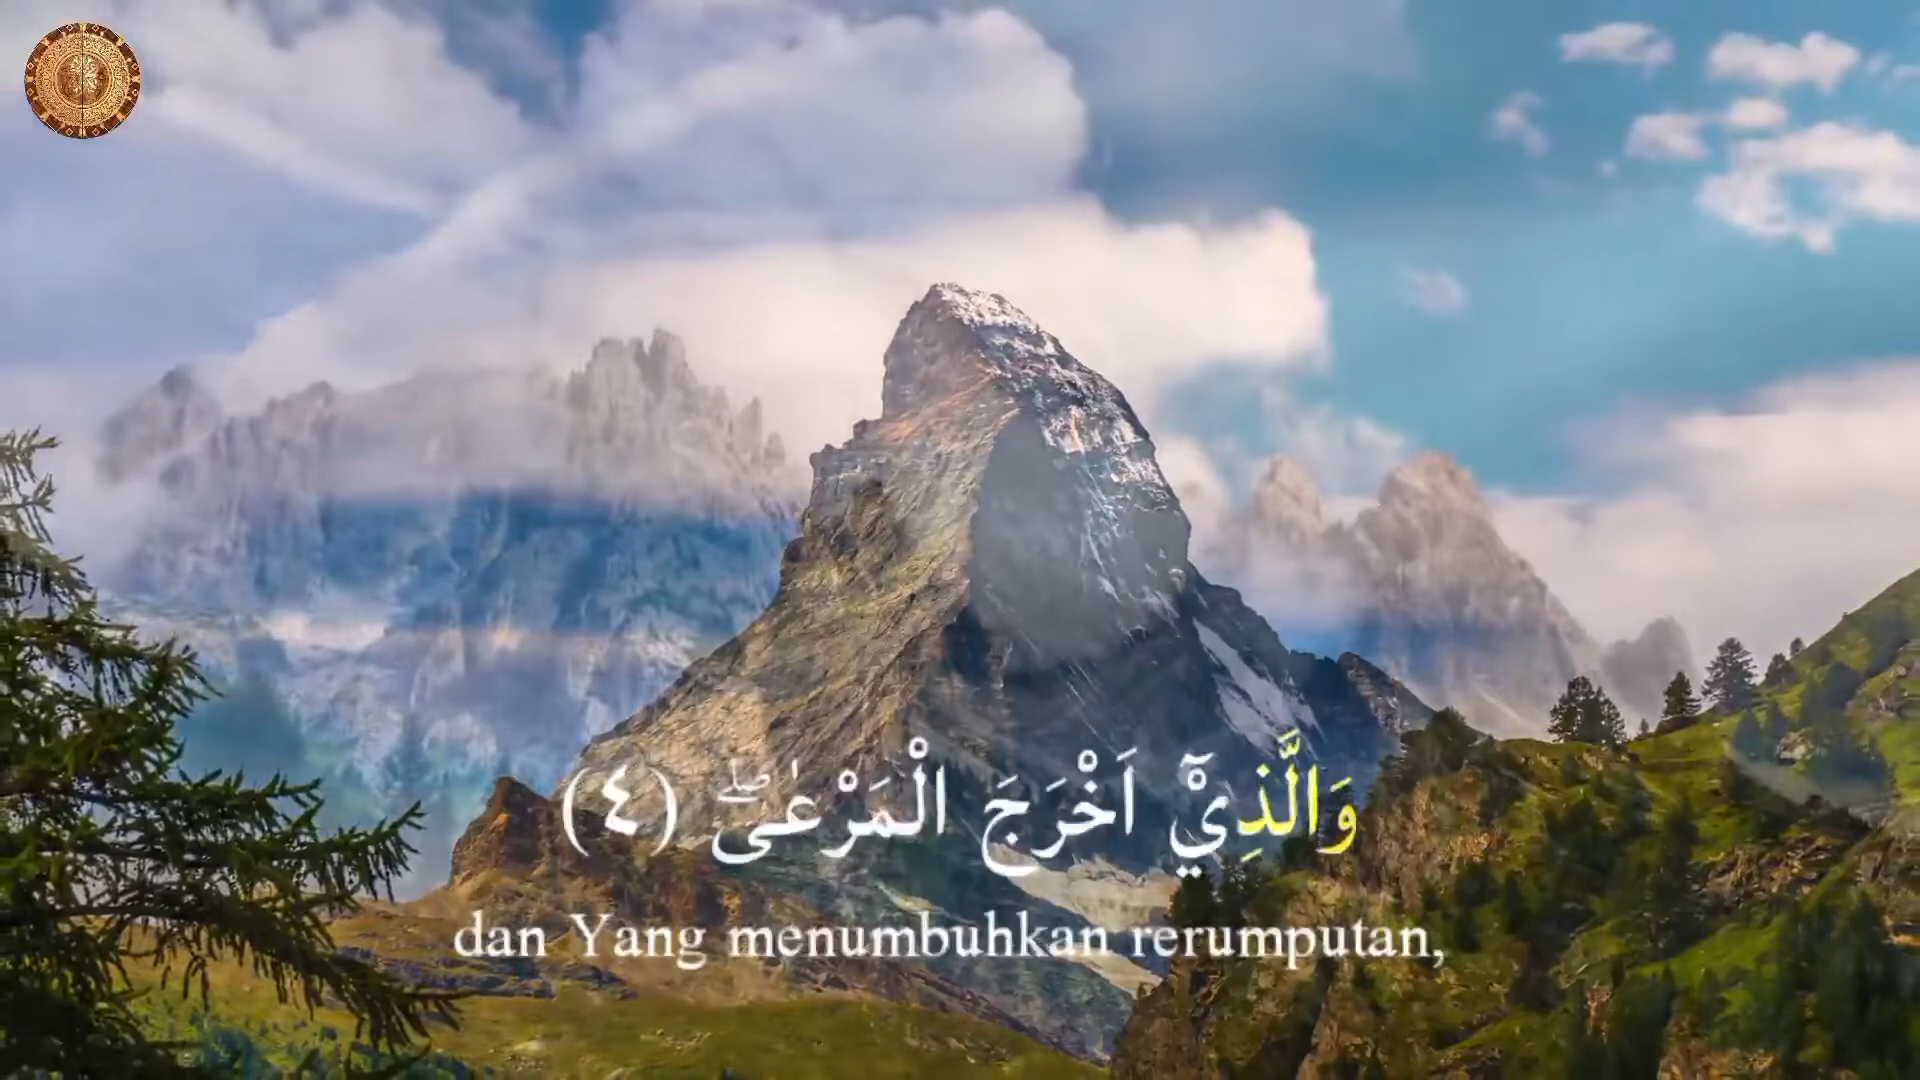 وَالَّذِيْٓ اَخْرَجَ الْمَرْعٰىۖ (٤)
dan Yang menumbuhkan rerumputan,